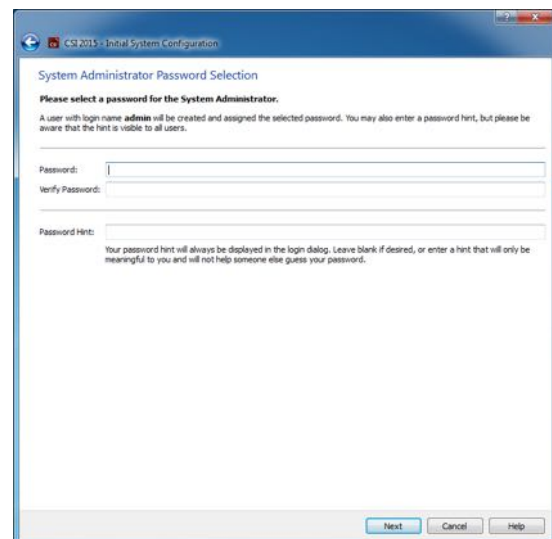 CSI 2015 - Initial System Configuration
System Administrator Password Selection
Please select a password for the System Administrator.
A user with login name admin will be created and assigned the selected password. You may also enter a password hint, but please be
aware that the hint is visible to all users.
Password:
Verify Password:
Password Hint:
Your password hint will always be displayed in the login dialog. Leave blank if desired, or enter a hint that will only be
meaningful to you and will not help someone else guess your password.
Next Cancel Help